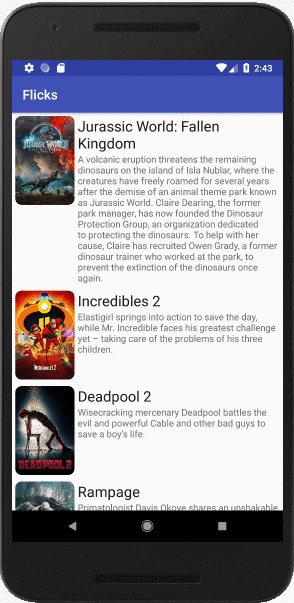 2:43
Flicks
JURASSIC WORLD
Jurassic World: Fallen
Kingdom
A volcanic eruption threatens the remaining
dinosaurs on the island of Isla Nublar, where the
creatures have freely roamed for several years
after the demise of an animal theme park known
as Jurassic World. Claire Dearing, the former
park manager, has now founded the Dinosaur
Protection Group, an organization dedicated
to protecting the dinosaurs. To help with her
cause, Claire has recruited Owen Grady, a former
dinosaur trainer who worked at the park, to
prevent the extinction of the dinosaurs once
again.
INCREDIBLES 2
Incredibles 2
Elastigirl springs into action to save the day,
while Mr. Incredible faces his greatest challenge
yet – taking care of the problems of his three
children.
DEADPOOL 2
Deadpool 2
Wisecracking mercenary Deadpool battles the
evil and powerful Cable and other bad guys to
save a boy's life.
Rampage
Primatologist Davis Okoye shares an unshakable